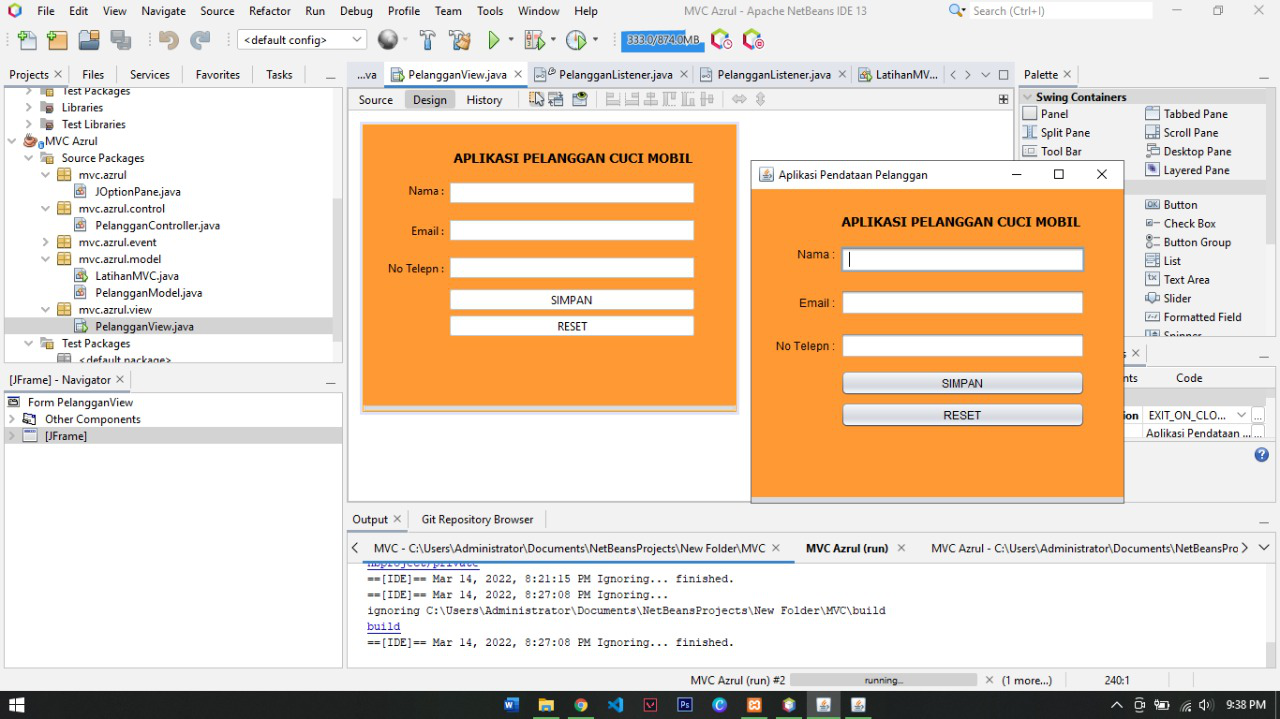 File Edit View Navigate Source Refactor Run Debug Profile Team Tools Window Help
MVC Azrul - Apache NetBeans IDE 13
Search (Ctrl+I)
<default config>
333.0/874.0MB
Projects Files Services Favorites Tasks
Test Packages
Libraries
Test Libraries
MVC Azrul
Source Packages
mvc.azrul
JOptionPane.java
mvc.azrul.control
PelangganController.java
mvc.azrul.event
mvc.azrul.model
LatihanMVC.java
PelangganModel.java
mvc.azrul.view
PelangganView.java
Test Packages
<default package>
[JFrame] - Navigator
Form PelangganView
Other Components
[JFrame]
...va PelangganView.java PelangganListener.java PelangganListener.java LatihanMV...
Source Design History
APLIKASI PELANGGAN CUCI MOBIL
Nama :
Email :
No Telepn :
SIMPAN
RESET
Aplikasi Pendataan Pelanggan
APLIKASI PELANGGAN CUCI MOBIL
Nama :
Email :
No Telepn :
SIMPAN
RESET
Palette
Swing Containers
Panel Tabbed Pane
Split Pane Scroll Pane
Tool Bar Desktop Pane
Layered Pane
Button
Check Box
Button Group
List
Text Area
Slider
Formatted Field
Spinner
Code
EXIT_ON_CLO... ...
Aplikasi Pendataan ... ...
Output Git Repository Browser
MVC - C:\Users\Administrator\Documents\NetBeansProjects\New Folder\MVC MVC Azrul (run) MVC Azrul - C:\Users\Administrator\Documents\NetBeansPro
nbproject/private
==[IDE]== Mar 14, 2022, 8:21:15 PM Ignoring... finished.
==[IDE]== Mar 14, 2022, 8:27:08 PM Ignoring...
ignoring C:\Users\Administrator\Documents\NetBeansProjects\New Folder\MVC\build
build
==[IDE]== Mar 14, 2022, 8:27:08 PM Ignoring... finished.
MVC Azrul (run) #2 running... (1 more...) 240:1
9:38 PM